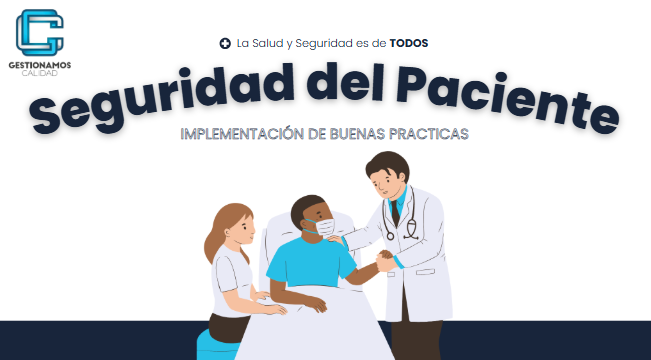 GESTIONAMOS
CALIDAD
La Salud y Seguridad es de TODOS
Seguridad del Paciente
IMPLEMENTACIÓN DE BUENAS PRACTICAS